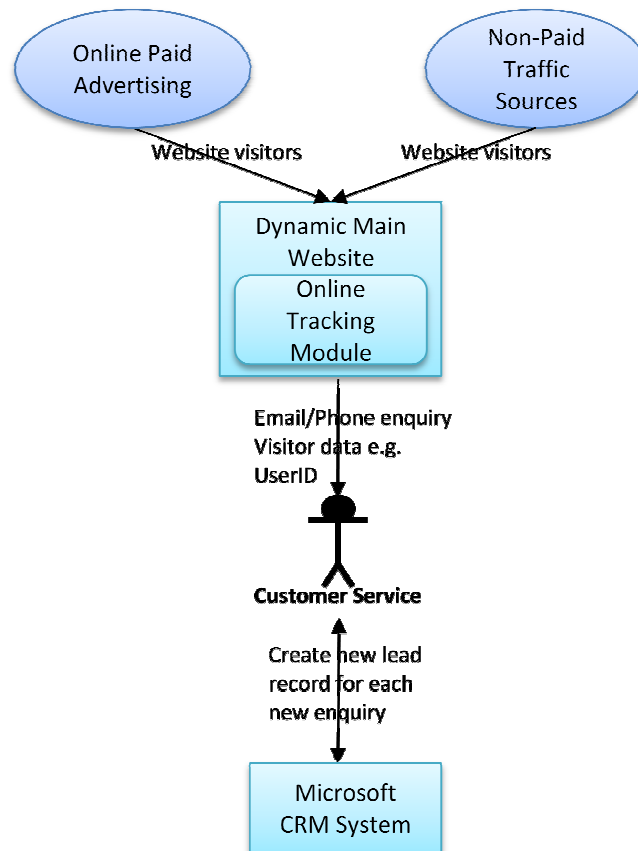 Online Paid
Advertising
Non-Paid
Traffic
Sources
Website visitors
Website visitors
Dynamic Main
Website
Online
Tracking
Module
Email/Phone enquiry
Visitor data e.g.
UserID
Customer Service
Create new lead
record for each
new enquiry
Microsoft
CRM System